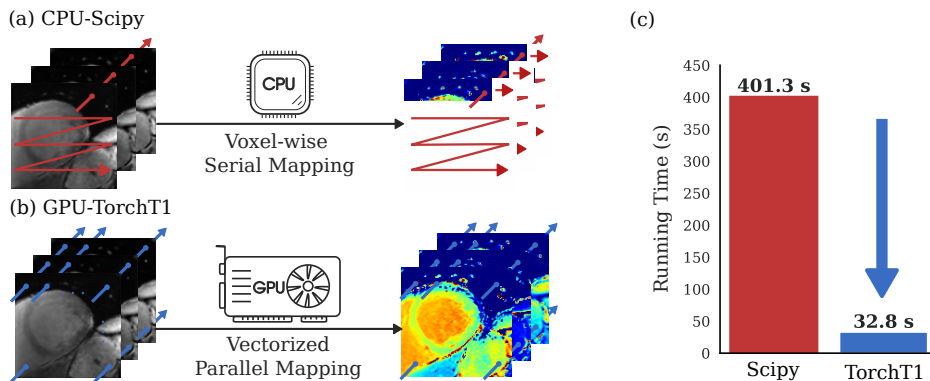 (a) CPU-Scipy
CPU
Voxel-wise
Serial Mapping
(b) GPU-TorchT1
GPU
Vectorized
Parallel Mapping
(c)
Running Time (s)
450
400
350
300
250
200
150
100
50
0
401.3 s
32.8 s
Scipy
TorchT1